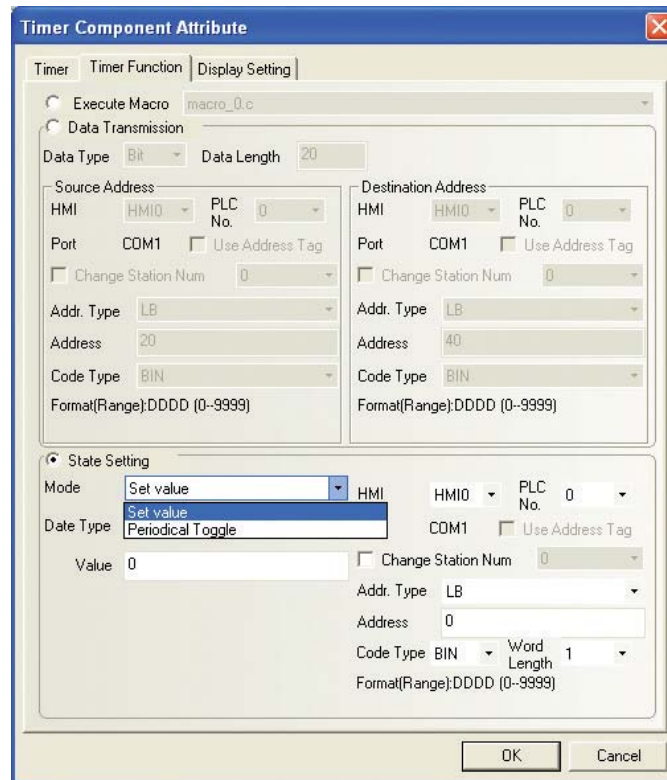 Timer Component Attribute
Timer Timer Function Display Setting
Execute Macro macro_0.c
Data Transmission
Data Type Bit Data Length 20
Source Address
HMI HMI0 PLC No. 0
Port COM1 Use Address Tag
Change Station Num 0
Addr. Type LB
Address 20
Code Type BIN
Format(Range):DDDD (0--9999)
Destination Address
HMI HMI0 PLC No. 0
Port COM1 Use Address Tag
Change Station Num 0
Addr. Type LB
Address 40
Code Type BIN
Format(Range):DDDD (0--9999)
State Setting
Mode Set value
Set value
Periodical Toggle
Date Type
Value 0
HMI HMI0 PLC No. 0
COM1 Use Address Tag
Change Station Num 0
Addr. Type LB
Address 0
Code Type BIN Word Length 1
Format(Range):DDDD (0--9999)
OK Cancel